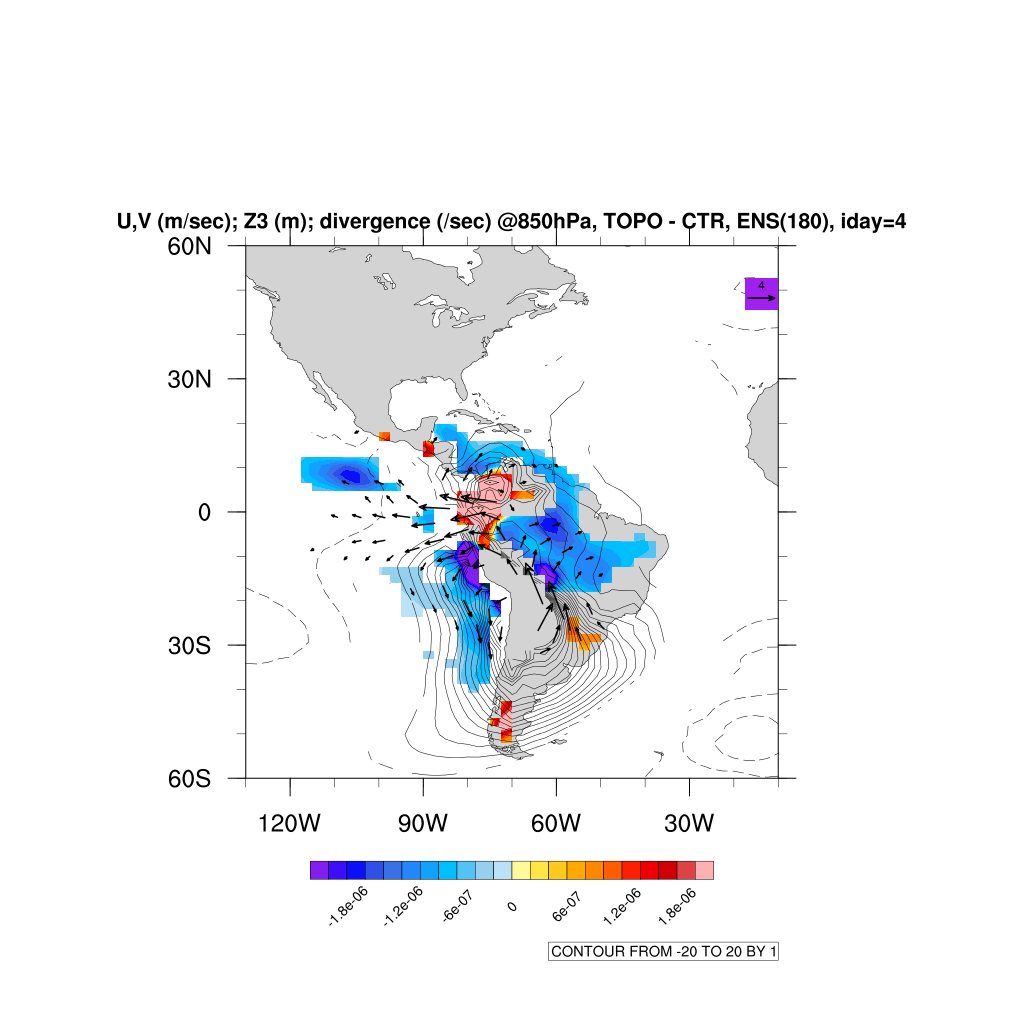 U,V (m/sec); Z3 (m); divergence (/sec) @850hPa, TOPO - CTR, ENS(180), iday=4
60N
4
30N
0
30S
60S
120W 90W 60W 30W
-1.8e-06 -1.2e-06 -6e-07 0 6e-07 1.2e-06 1.8e-06
CONTOUR FROM -20 TO 20 BY 1